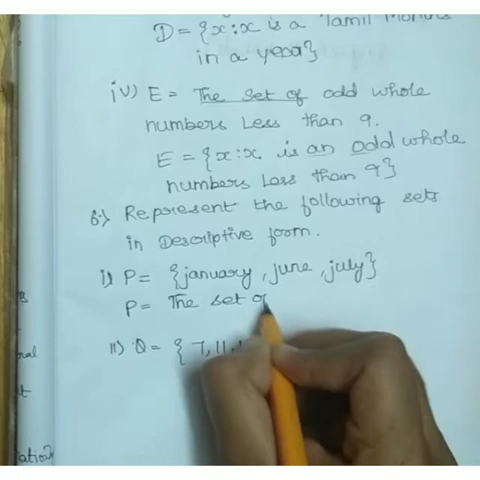 D = {x:x is a Tamil Months
in a year}
iv) E = The set of odd whole
numbers Less than 9.
E = {x:x is an odd whole
numbers Less than 9}
6.) Represent the following sets
in Descriptive form.
i) P = {january, june, july}
P = The set of
ii) Q = {7, 11,